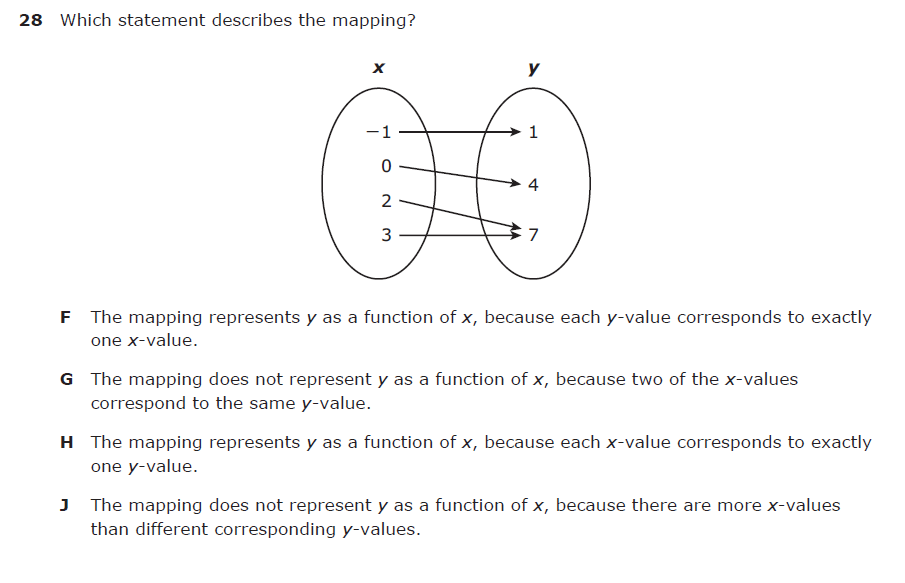 28 Which statement describes the mapping?
x y
−1 1
0
4
2
3 7
F The mapping represents y as a function of x, because each y-value corresponds to exactly
one x-value.
G The mapping does not represent y as a function of x, because two of the x-values
correspond to the same y-value.
H The mapping represents y as a function of x, because each x-value corresponds to exactly
one y-value.
J The mapping does not represent y as a function of x, because there are more x-values
than different corresponding y-values.